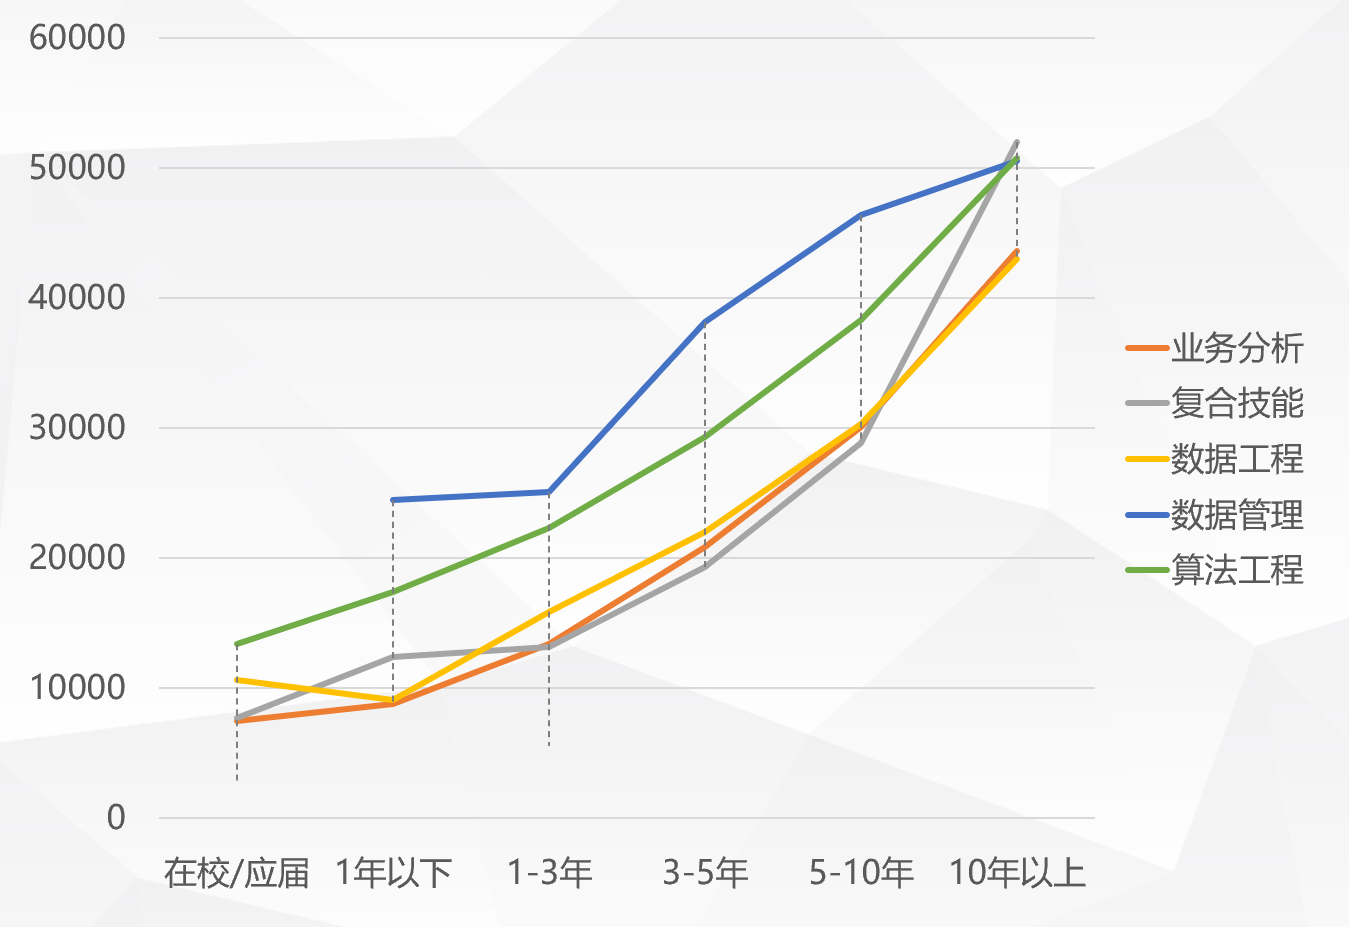 60000
50000
40000
30000
20000
10000
0
在校/应届
1年以下
1-3年
3-5年
5-10年
10年以上
业务分析
复合技能
数据工程
数据管理
算法工程